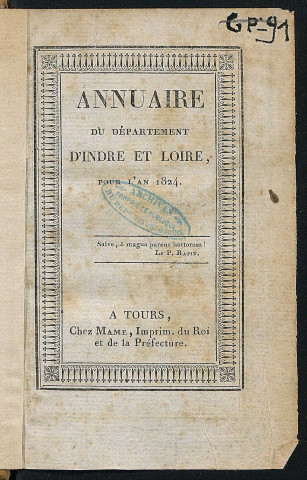 GP-91
ANNUAIRE
DU DÉPARTEMENT
D'INDRE ET LOIRE,
POUR L'AN 1824.
ARCHIVES
Salve, ô magna parens hortorum!
LE P. RAPIN.
A TOURS,
Chez MAME, Imprim. du Roi
et de la Préfecture.